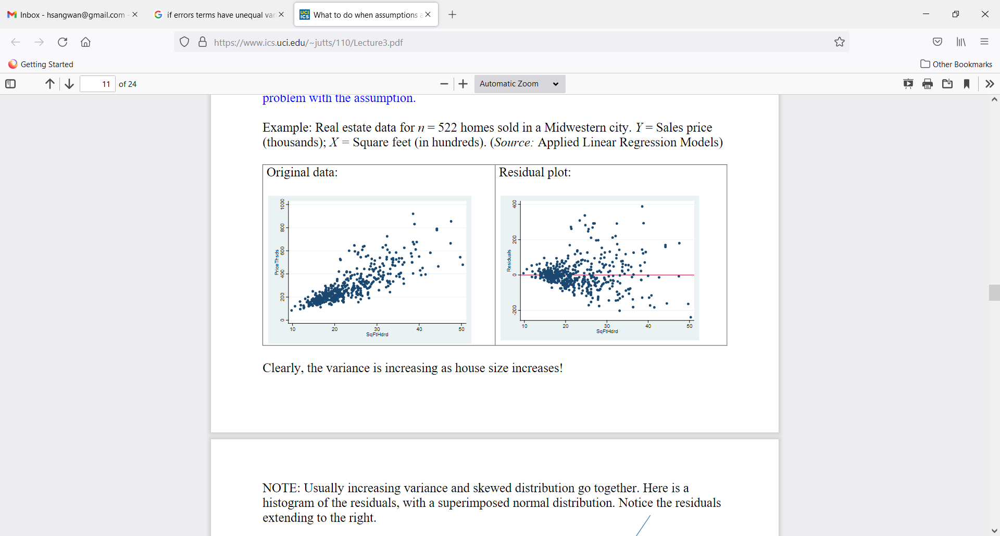 Inbox - hsangwan@gmail.com -
if errors terms have unequal var
UCI ICS What to do when assumptions a
https://www.ics.uci.edu/~jutts/110/Lecture3.pdf
Getting Started
Other Bookmarks
11 of 24
Automatic Zoom
problem with the assumption.
Example: Real estate data for n = 522 homes sold in a Midwestern city. Y = Sales price
(thousands); X = Square feet (in hundreds). (Source: Applied Linear Regression Models)
Original data:
PriceThsds
0 200 400 600 800 1000
10 20 30 40 50
SqFtHdrd
Residual plot:
Residuals
-200 0 200 400
10 20 30 40 50
SqFtHdrd
Clearly, the variance is increasing as house size increases!
NOTE: Usually increasing variance and skewed distribution go together. Here is a
histogram of the residuals, with a superimposed normal distribution. Notice the residuals
extending to the right.